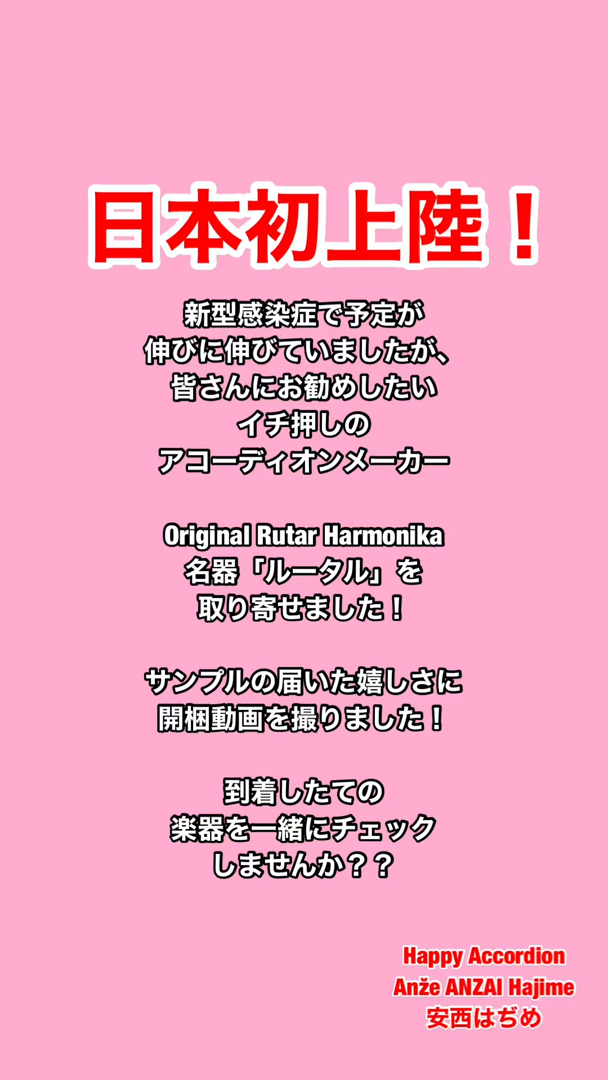 日本初上陸！
新型感染症で予定が
伸びに伸びていましたが、
皆さんにお勧めしたい
イチ押しの
アコーディオンメーカー
Original Rutar Harmonika
名器「ルータル」を
取り寄せました！
サンプルの届いた嬉しさに
開梱動画を撮りました！
到着したての
楽器を一緒にチェック
しませんか？？
Happy Accordion
Anže ANZAI Hajime
安西はぢめ